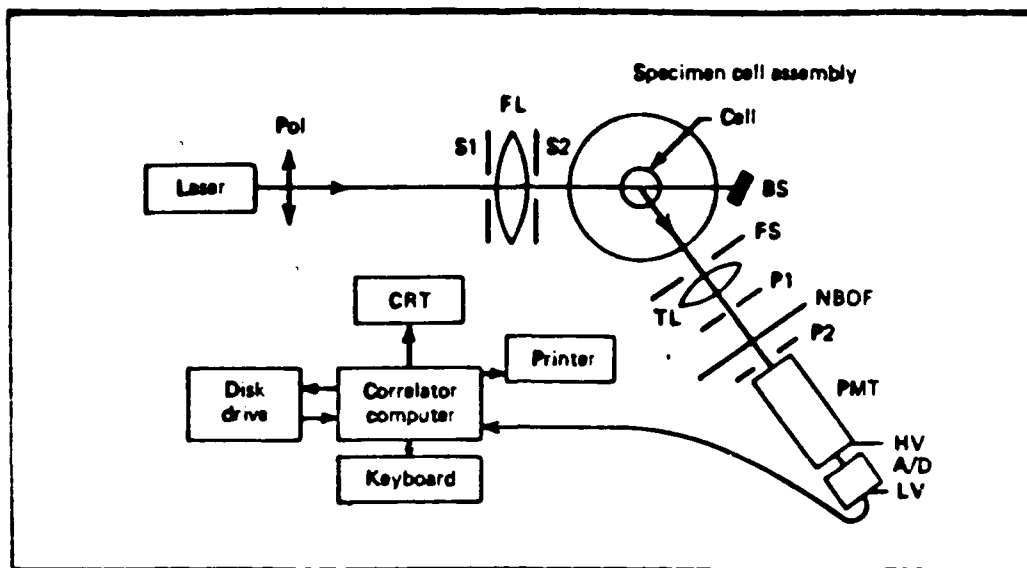 Specimen cell assembly
FL
Cell
Pol
S1
S2
Laser
BS
FS
P1
NBOF
TL
P2
CRT
Printer
PMT
Disk
drive
Correlator
computer
HV
A/D
LV
Keyboard